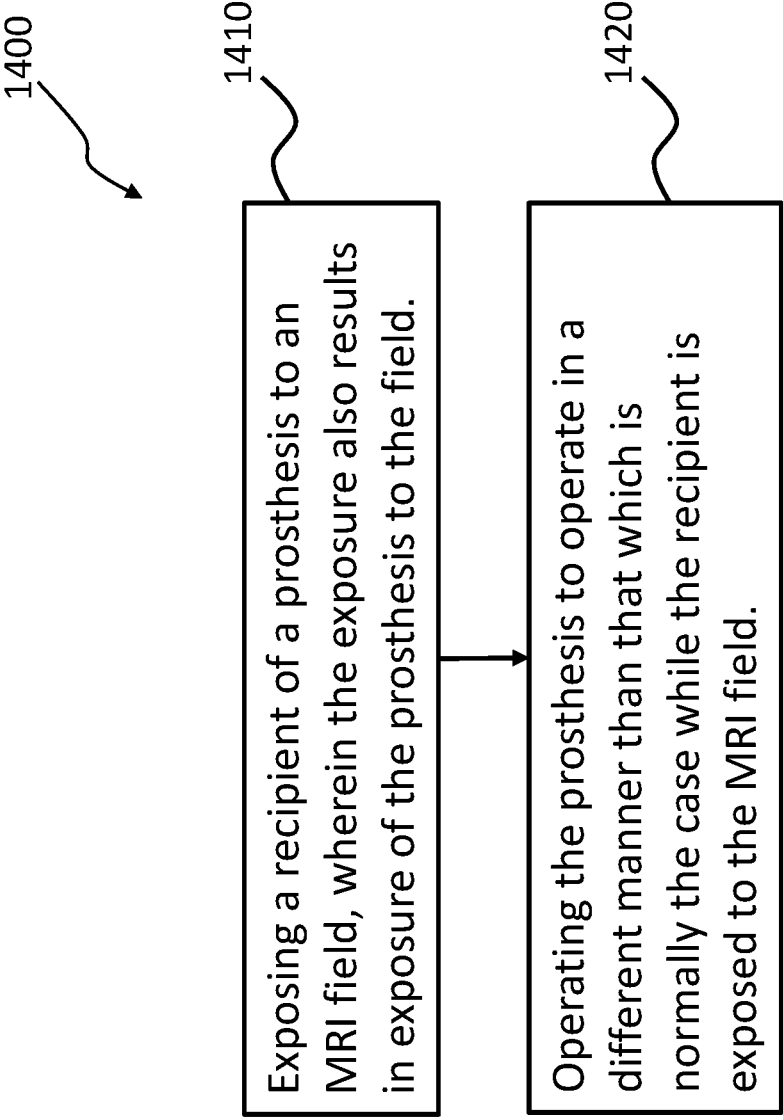 1400
1410
Exposing a recipient of a prosthesis to an
MRI field, wherein the exposure also results
in exposure of the prosthesis to the field.
1420
Operating the prosthesis to operate in a
different manner than that which is
normally the case while the recipient is
exposed to the MRI field.